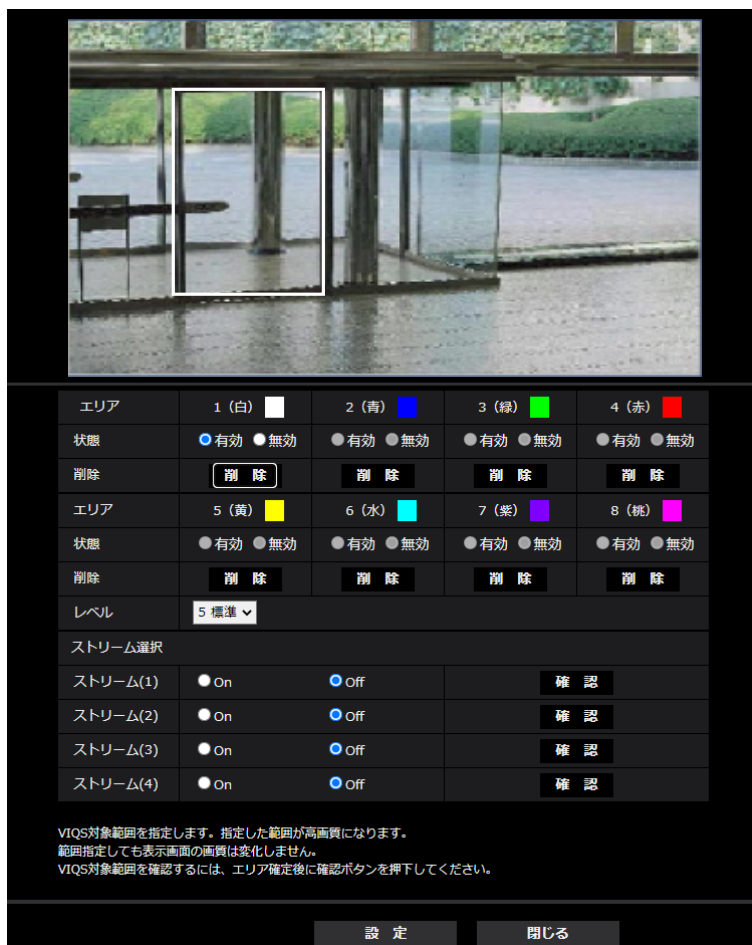 エリア 1（白） 2（青） 3（緑） 4（赤）
状態 有効 無効 有効 無効 有効 無効 有効 無効
削除 削 除 削 除 削 除 削 除
エリア 5（黄） 6（水） 7（紫） 8（桃）
状態 有効 無効 有効 無効 有効 無効 有効 無効
削除 削 除 削 除 削 除 削 除
レベル 5 標準
ストリーム選択
ストリーム(1) On Off 確 認
ストリーム(2) On Off 確 認
ストリーム(3) On Off 確 認
ストリーム(4) On Off 確 認
VIQS対象範囲を指定します。指定した範囲が高画質になります。
範囲指定しても表示画面の画質は変化しません。
VIQS対象範囲を確認するには、エリア確定後に確認ボタンを押下してください。
設 定 閉じる